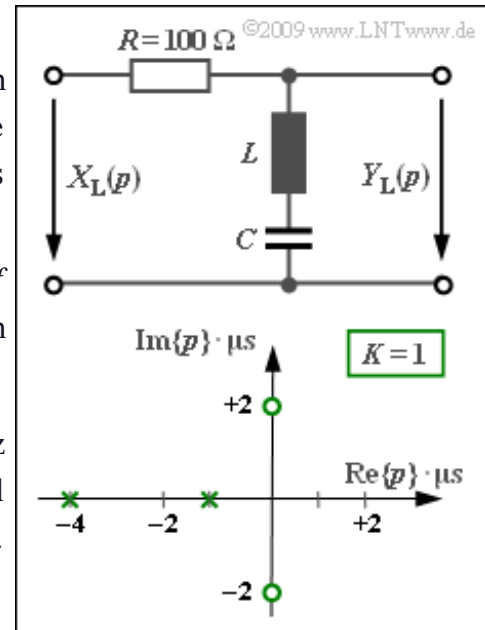 R = 100 Ω ©2009 www.LNTwww.de
L
X_L(p) Y_L(p)
C
Im{p} · μs
K = 1
+2
Re{p} · μs
−4 −2 +2
−2